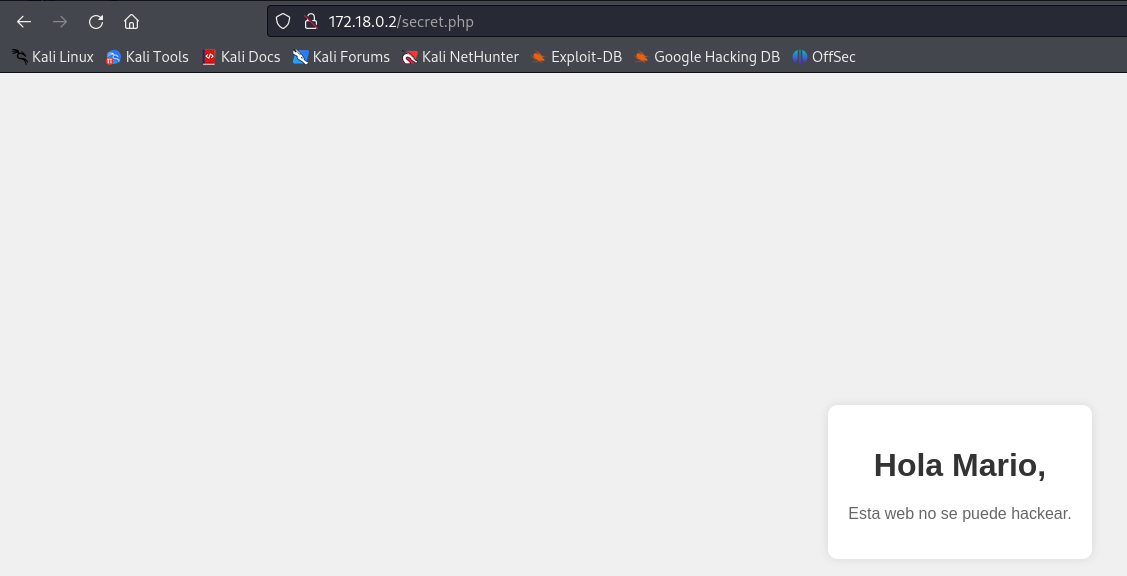 172.18.0.2/secret.php
Kali Linux Kali Tools Kali Docs Kali Forums Kali NetHunter Exploit-DB Google Hacking DB OffSec
Hola Mario,
Esta web no se puede hackear.